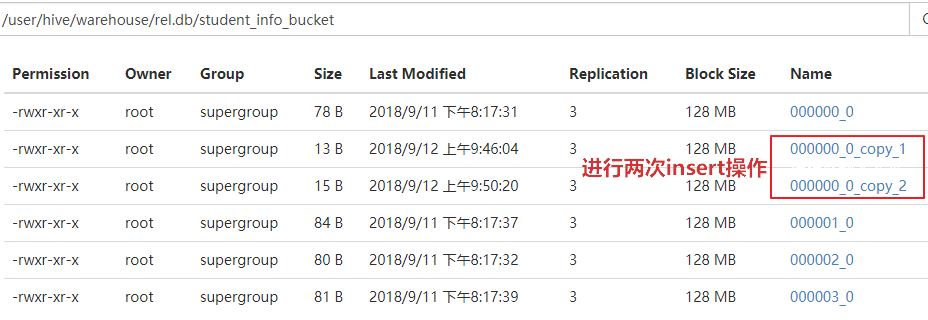 /user/hive/warehouse/rel.db/student_info_bucket
Permission Owner Group Size Last Modified Replication Block Size Name
-rwxr-xr-x root supergroup 78 B 2018/9/11 下午8:17:31 3 128 MB 000000_0
-rwxr-xr-x root supergroup 13 B 2018/9/12 上午9:46:04 3 128 MB 000000_0_copy_1
进行两次insert操作
-rwxr-xr-x root supergroup 15 B 2018/9/12 上午9:50:20 3 128 MB 000000_0_copy_2
-rwxr-xr-x root supergroup 84 B 2018/9/11 下午8:17:37 3 128 MB 000001_0
-rwxr-xr-x root supergroup 80 B 2018/9/11 下午8:17:32 3 128 MB 000002_0
-rwxr-xr-x root supergroup 81 B 2018/9/11 下午8:17:39 3 128 MB 000003_0